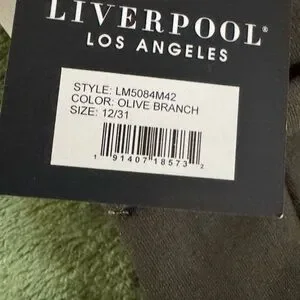 LIVERPOOL®
LOS ANGELES
STYLE: LM5084M42
COLOR: OLIVE BRANCH
SIZE: 12/31
1 91407 18573 2